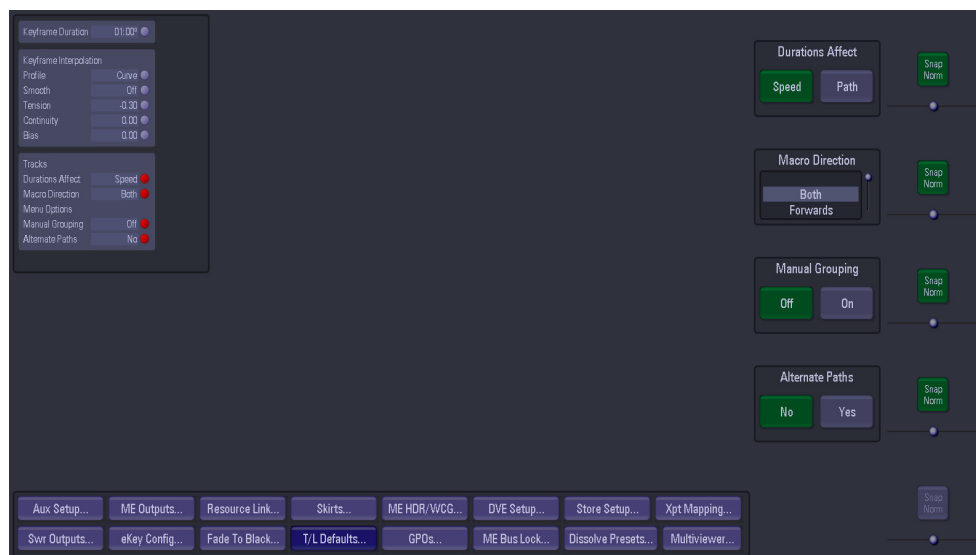 Keyframe Duration 01:00º
Keyframe Interpolation
Profile Curve
Smooth Off
Tension -0.30
Continuity 0.00
Bias 0.00
Tracks
Durations Affect Speed
Macro Direction Both
Menu Options
Manual Grouping Off
Alternate Paths No
Durations Affect
Speed Path
Snap
Norm
Macro Direction
Both
Forwards
Snap
Norm
Manual Grouping
Off On
Snap
Norm
Alternate Paths
No Yes
Snap
Norm
Snap
Norm
Aux Setup... ME Outputs... Resource Link... Skirts... ME HDR/WCG... DVE Setup... Store Setup... Xpt Mapping...
Swr Outputs... eKey Config... Fade To Black... T/L Defaults... GPOs... ME Bus Lock... Dissolve Presets... Multiviewer...